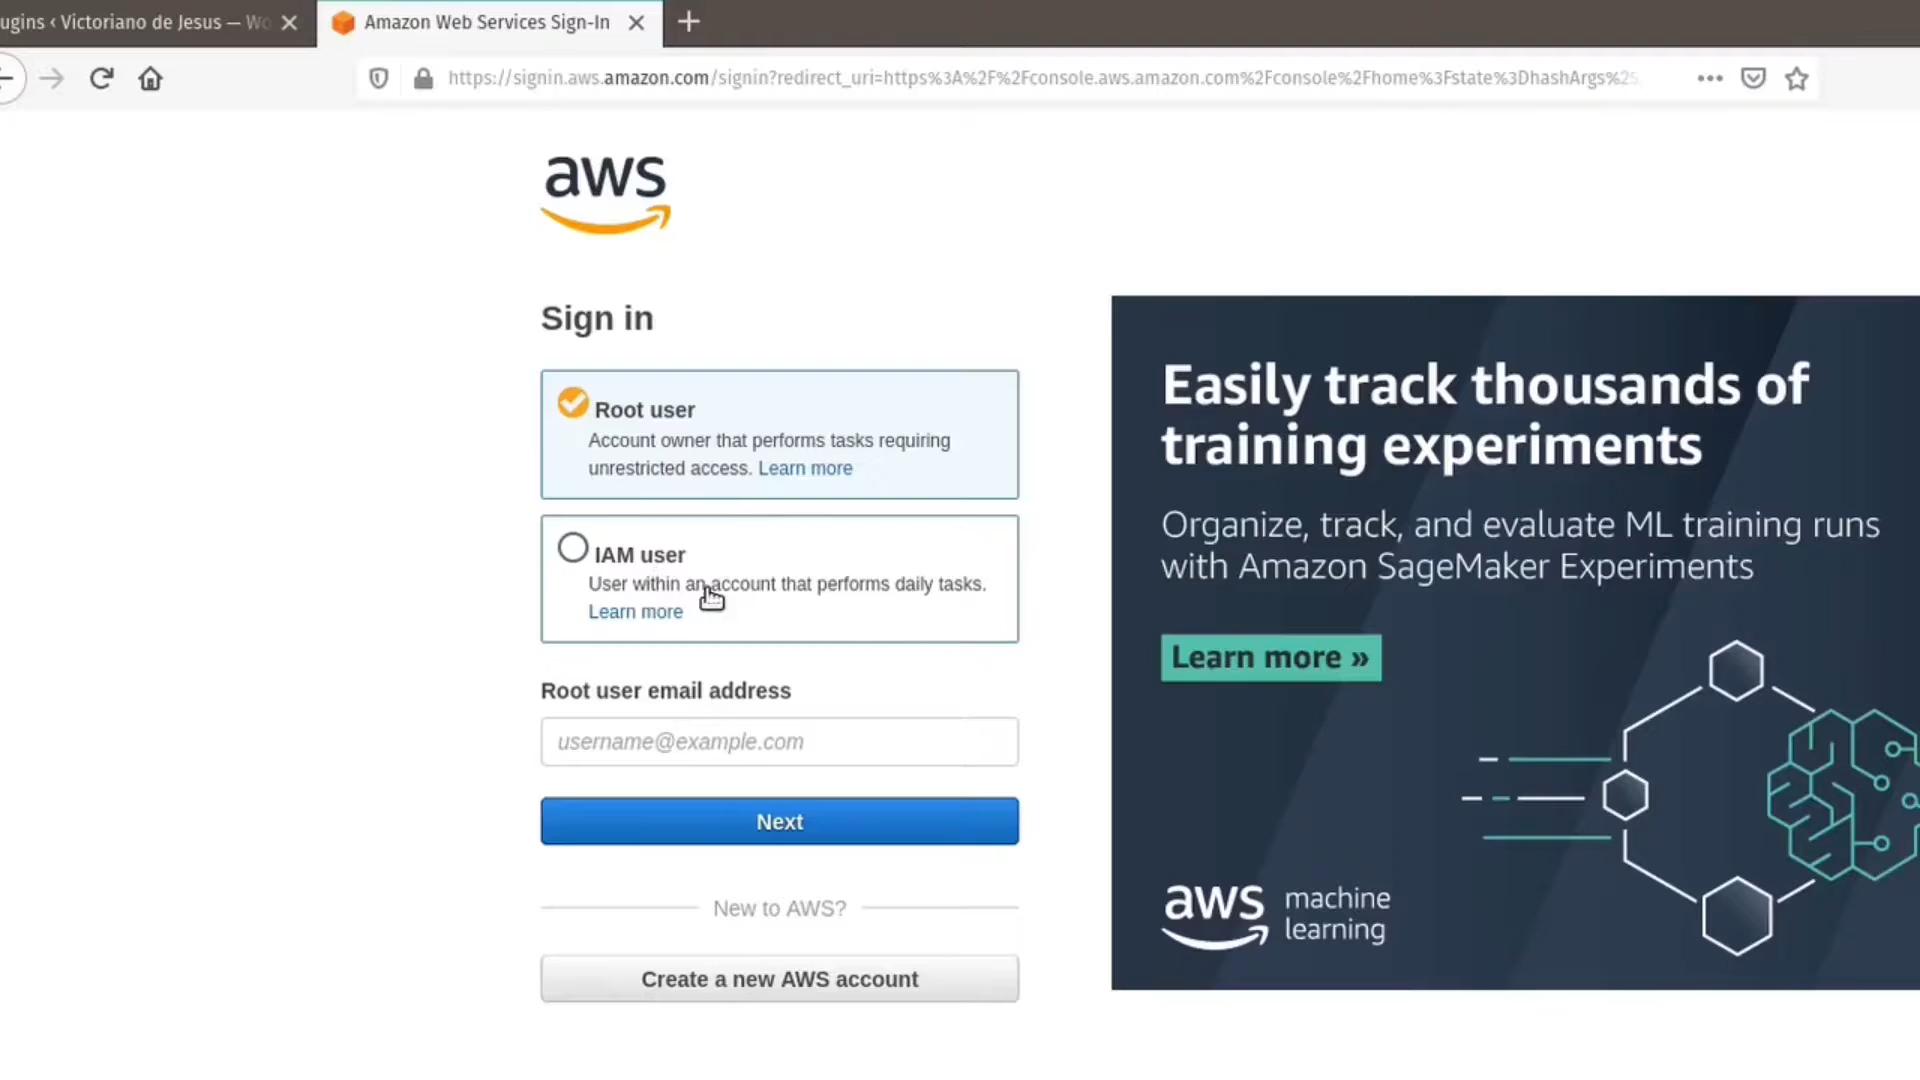 ugins ‹ Victoriano de Jesus — Wo
Amazon Web Services Sign-In
https://signin.aws.amazon.com/signin?redirect_uri=https%3A%2F%2Fconsole.aws.amazon.com%2Fconsole%2Fhome%3Fstate%3DhashArgs%25
aws
Sign in
Root user
Account owner that performs tasks requiring
unrestricted access. Learn more
IAM user
User within an account that performs daily tasks.
Learn more
Root user email address
username@example.com
Next
New to AWS?
Create a new AWS account
Easily track thousands of
training experiments
Organize, track, and evaluate ML training runs
with Amazon SageMaker Experiments
Learn more »
aws machine
learning